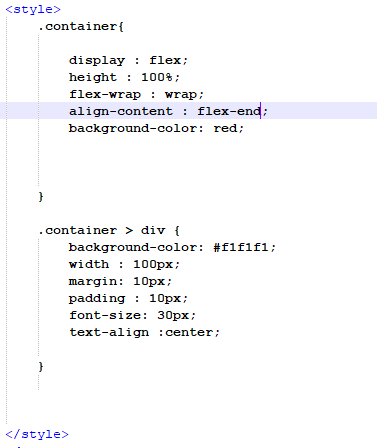 <style>
.container{
display : flex;
height : 100%;
flex-wrap : wrap;
align-content : flex-end;
background-color: red;
}
.container > div {
background-color: #f1f1f1;
width : 100px;
margin: 10px;
padding : 10px;
font-size: 30px;
text-align :center;
}
</style>